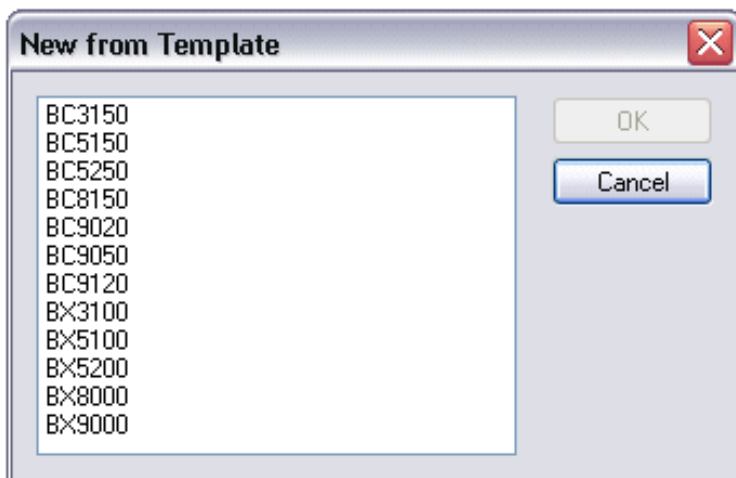 New from Template
BC3150
BC5150
BC5250
BC8150
BC9020
BC9050
BC9120
BX3100
BX5100
BX5200
BX8000
BX9000
OK
Cancel